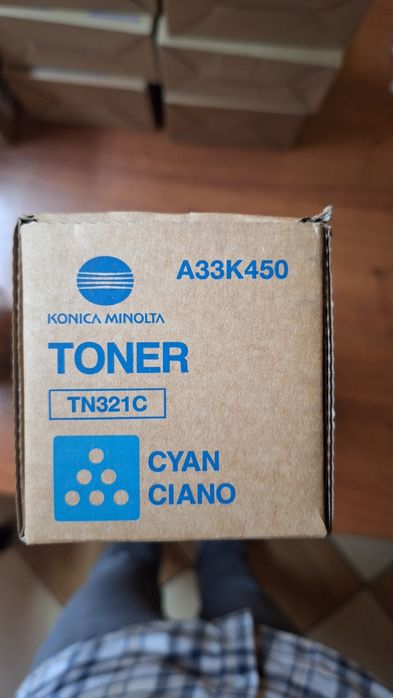 A33K450
KONICA MINOLTA
TONER
TN321C
CYAN
CIANO